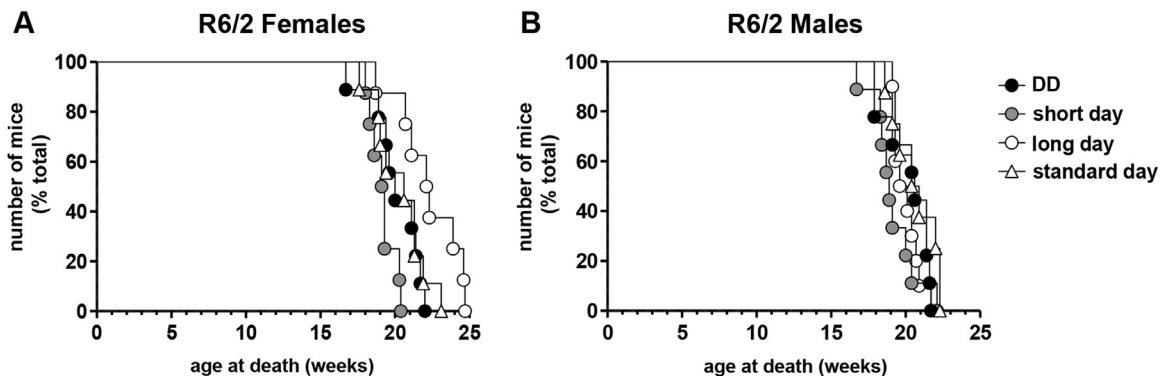 A
R6/2 Females
number of mice
(% total)
100
80
60
40
20
0
0 5 10 15 20 25
age at death (weeks)
B
R6/2 Males
number of mice
(% total)
100
80
60
40
20
0
0 5 10 15 20 25
age at death (weeks)
DD
short day
long day
standard day